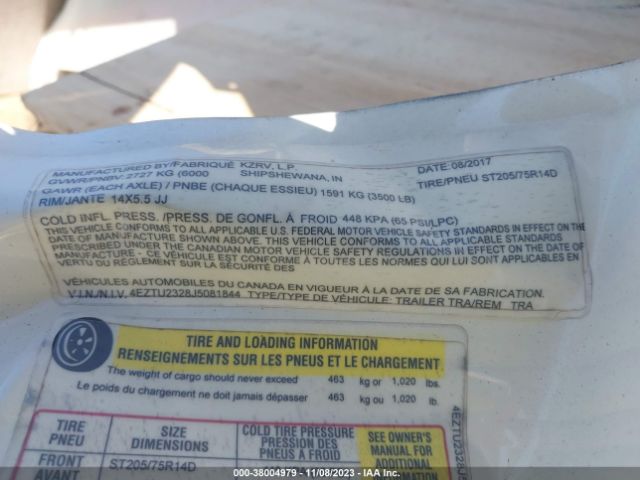 MANUFACTURED BY/FABRIQUÉ KZRV, L.P. DATE:08/2017
GVWR/PNBV:2727 KG (6000 SHIPSHEWANA, IN
GAWR (EACH AXLE) / PNBE (CHAQUE ESSIEU) 1591 KG (3500 LB) TIRE/PNEU ST205/75R14D
RIM/JANTE 14X5.5 JJ
COLD INFL. PRESS. /PRESS. DE GONFL. À FROID 448 KPA (65 PSI/LPC)
THIS VEHICLE CONFORMS TO ALL APPLICABLE U.S. FEDERAL MOTOR VEHICLE SAFETY STANDARDS IN EFFECT ON THE
DATE OF MANUFACTURE SHOWN ABOVE. THIS VEHICLE CONFORMS TO ALL APPLICABLE STANDARDS
PRESCRIBED UNDER THE CANADIAN MOTOR VEHICLE SAFETY REGULATIONS IN EFFECT ON THE
DATE OF MANUFACTURE - CE VÉHICULE EST CONFORME À TOUTES LES NORMES QUI LUI SONT APPLICABLES EN
VERTU DU RÈGLEMENT SUR LA SÉCURITÉ DES
VÉHICULES AUTOMOBILES DU CANADA EN VIGUEUR À LA DATE DE SA FABRICATION.
V.I.N./N.I.V. 4EZTU2328J5081844 TYPE/TYPE DE VÉHICULE: TRAILER TRA/REM TRA
TIRE AND LOADING INFORMATION
RENSEIGNEMENTS SUR LES PNEUS ET LE CHARGEMENT
The weight of cargo should never exceed 463 kg or 1,020 lbs.
Le poids du chargement ne doit jamais dépasser 463 kg ou 1,020 lb.
TIRE SIZE COLD TIRE PRESSURE SEE OWNER'S
PNEU DIMENSIONS PRESSION DES MANUAL FOR
PNEUS À FROID ADDITIONAL
FRONT ST205/75R14D INFORMATION
AVANT
4EZTU2328J5
000-38004979 - 11/08/2023 - IAAI.com